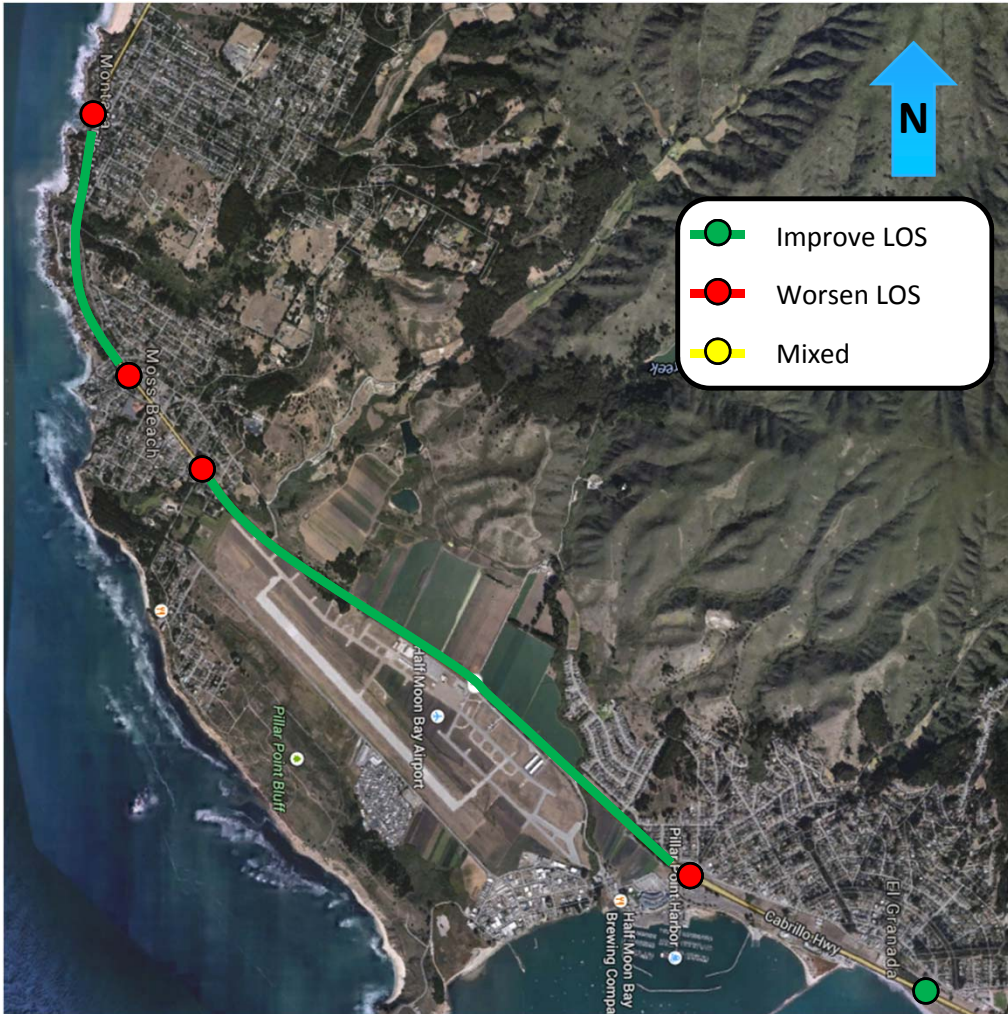 Montara
N
Improve LOS
Worsen LOS
Mixed
reek
Moss Beach
Half Moon Bay Airport
Pillar Point Bluff
Pillar Point Harbor
El Granada
Cabrillo Hwy
Half Moon Bay
Brewing Compa